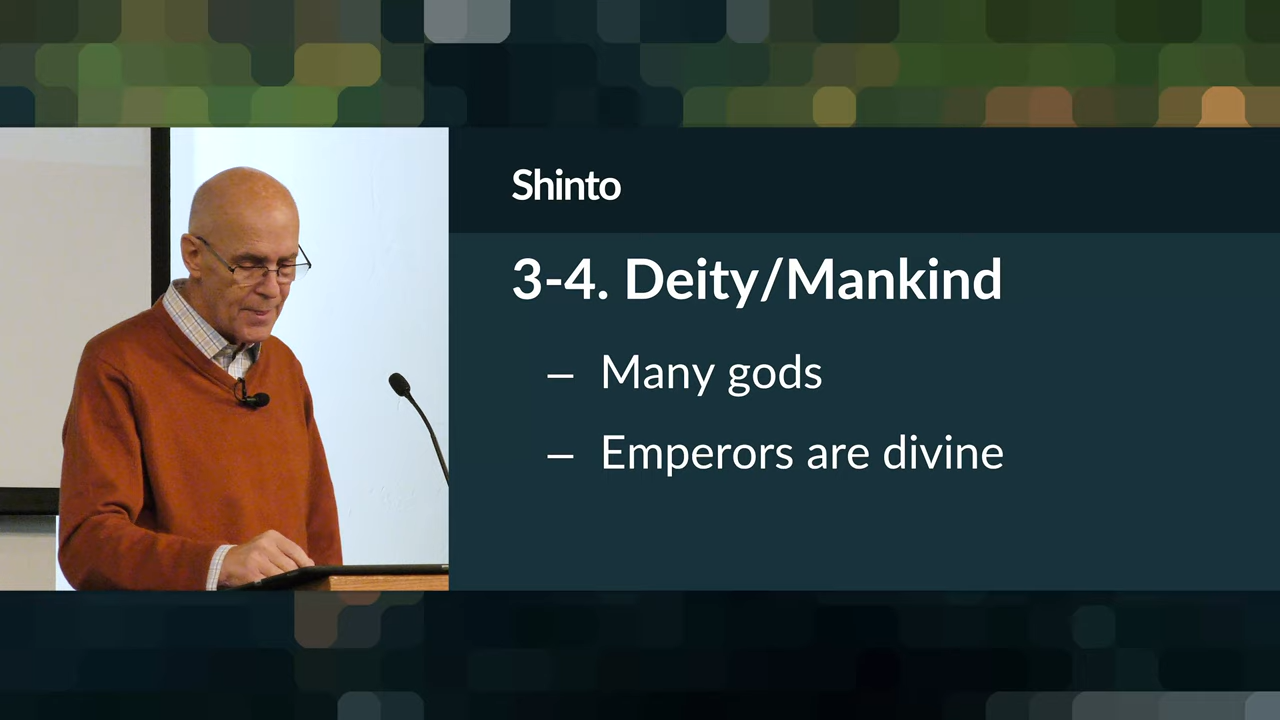 Shinto
3-4. Deity/Mankind
– Many gods
– Emperors are divine